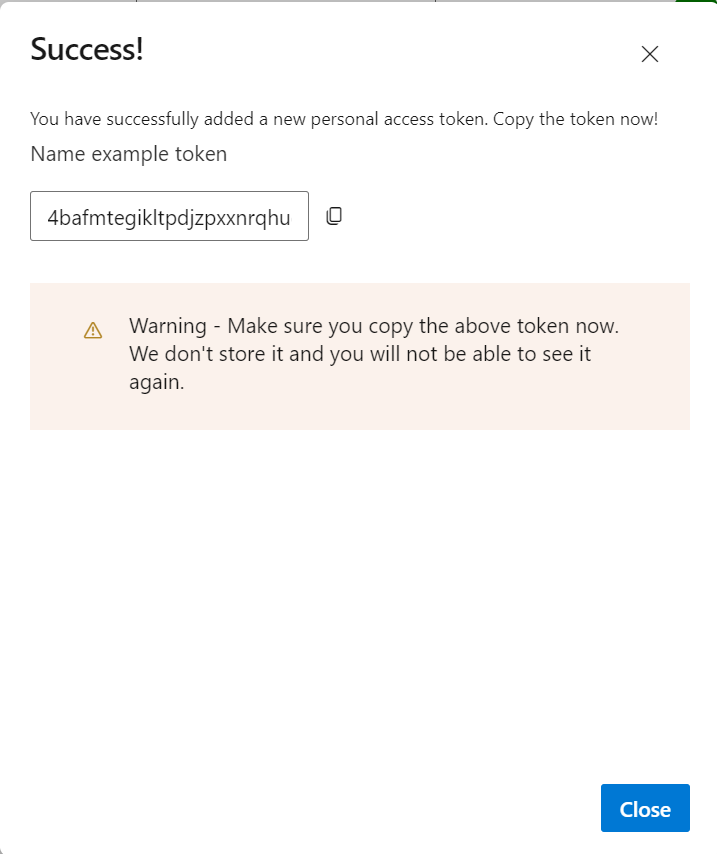 Success!
You have successfully added a new personal access token. Copy the token now!
Name example token
4bafmtegikltpdjzpxxnrqhu
Warning - Make sure you copy the above token now.
We don't store it and you will not be able to see it
again.
Close